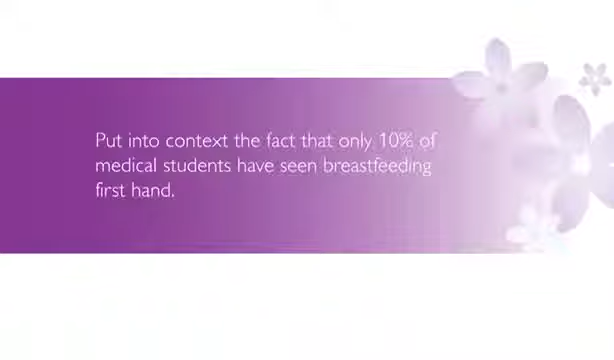 Put into context the fact that only 10% of
medical students have seen breastfeeding
first hand.